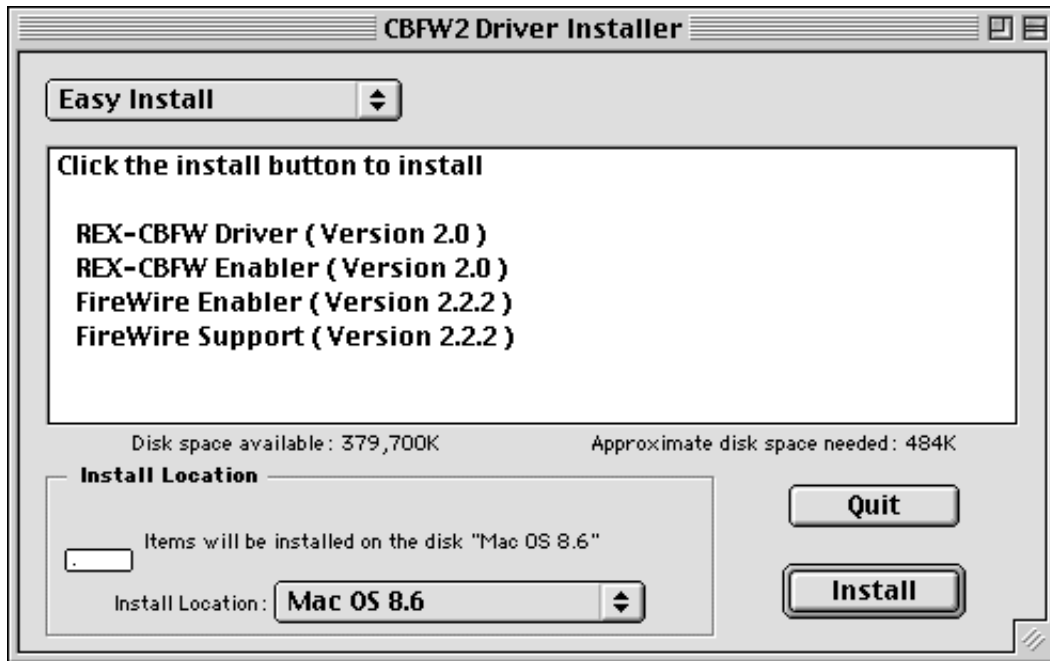 CBFW2 Driver Installer
Easy Install
Click the install button to install
REX-CBFW Driver ( Version 2.0 )
REX-CBFW Enabler ( Version 2.0 )
FireWire Enabler ( Version 2.2.2 )
FireWire Support ( Version 2.2.2 )
Disk space available: 379,700K
Approximate disk space needed: 484K
Install Location
Items will be installed on the disk "Mac OS 8.6"
Install Location: Mac OS 8.6
Quit
Install